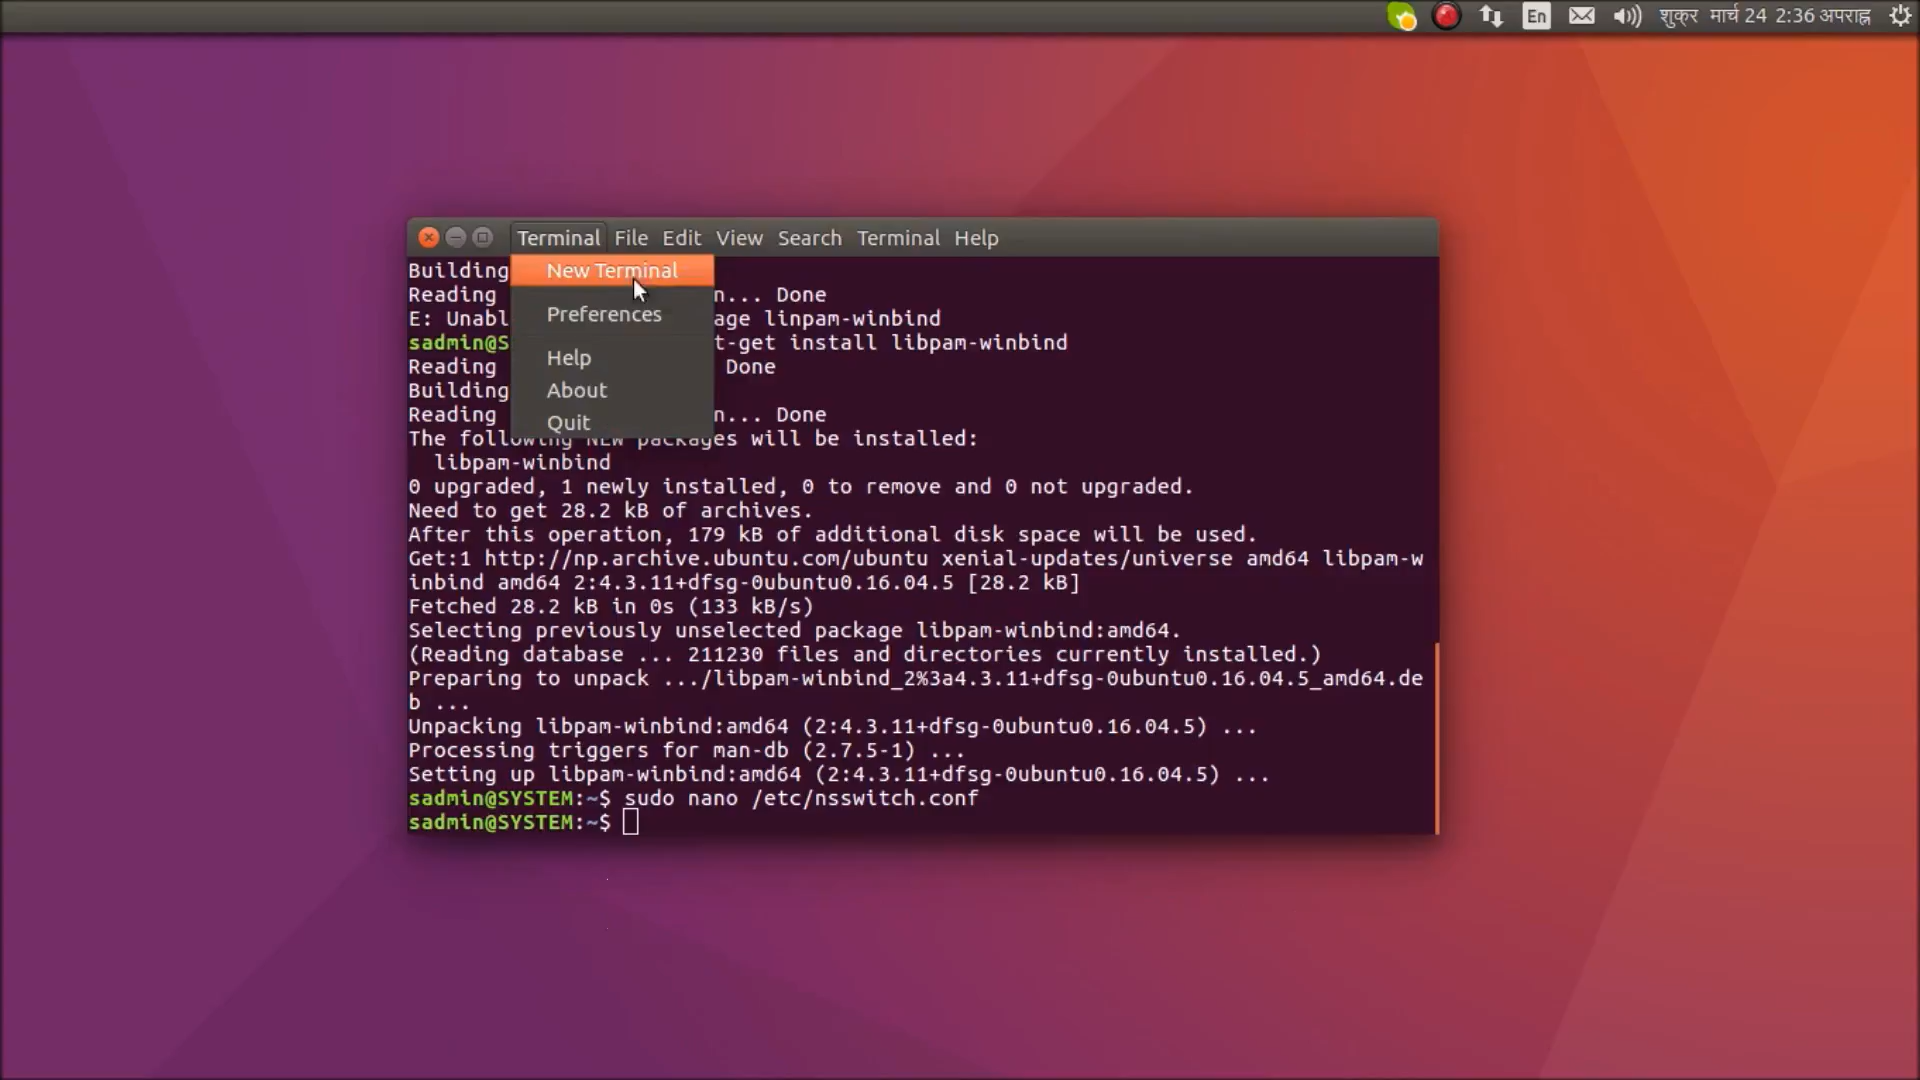 En शुक्र मार्च 24 2:36 अपराह्न
Terminal File Edit View Search Terminal Help
New Terminal
Preferences
Help
About
Quit
Building
Reading n... Done
E: Unabl age linpam-winbind
sadmin@S t-get install libpam-winbind
Reading Done
Building
Reading n... Done
The following NEW packages will be installed:
libpam-winbind
0 upgraded, 1 newly installed, 0 to remove and 0 not upgraded.
Need to get 28.2 kB of archives.
After this operation, 179 kB of additional disk space will be used.
Get:1 http://np.archive.ubuntu.com/ubuntu xenial-updates/universe amd64 libpam-w
inbind amd64 2:4.3.11+dfsg-0ubuntu0.16.04.5 [28.2 kB]
Fetched 28.2 kB in 0s (133 kB/s)
Selecting previously unselected package libpam-winbind:amd64.
(Reading database ... 211230 files and directories currently installed.)
Preparing to unpack .../libpam-winbind_2%3a4.3.11+dfsg-0ubuntu0.16.04.5_amd64.de
b ...
Unpacking libpam-winbind:amd64 (2:4.3.11+dfsg-0ubuntu0.16.04.5) ...
Processing triggers for man-db (2.7.5-1) ...
Setting up libpam-winbind:amd64 (2:4.3.11+dfsg-0ubuntu0.16.04.5) ...
sadmin@SYSTEM:~$ sudo nano /etc/nsswitch.conf
sadmin@SYSTEM:~$